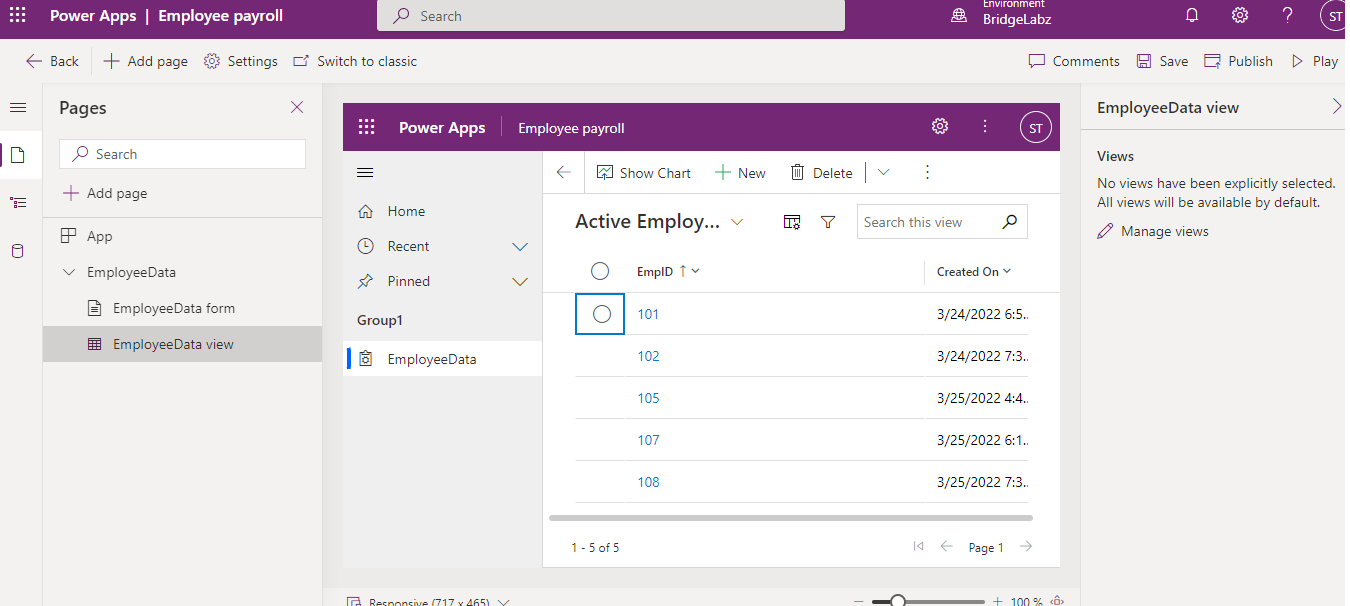 Power Apps | Employee payroll
Search
Environment
BridgeLabz
ST
Back
Add page
Settings
Switch to classic
Comments
Save
Publish
Play
Pages
Search
Add page
App
EmployeeData
EmployeeData form
EmployeeData view
Power Apps
Employee payroll
ST
Home
Recent
Pinned
Group1
EmployeeData
Show Chart
New
Delete
Active Employ...
Search this view
EmpID
Created On
101 3/24/2022 6:5..
102 3/24/2022 7:3..
105 3/25/2022 4:4..
107 3/25/2022 6:1..
108 3/25/2022 7:3..
1 - 5 of 5
Page 1
Responsive (717 x 465)
100 %
EmployeeData view
Views
No views have been explicitly selected.
All views will be available by default.
Manage views